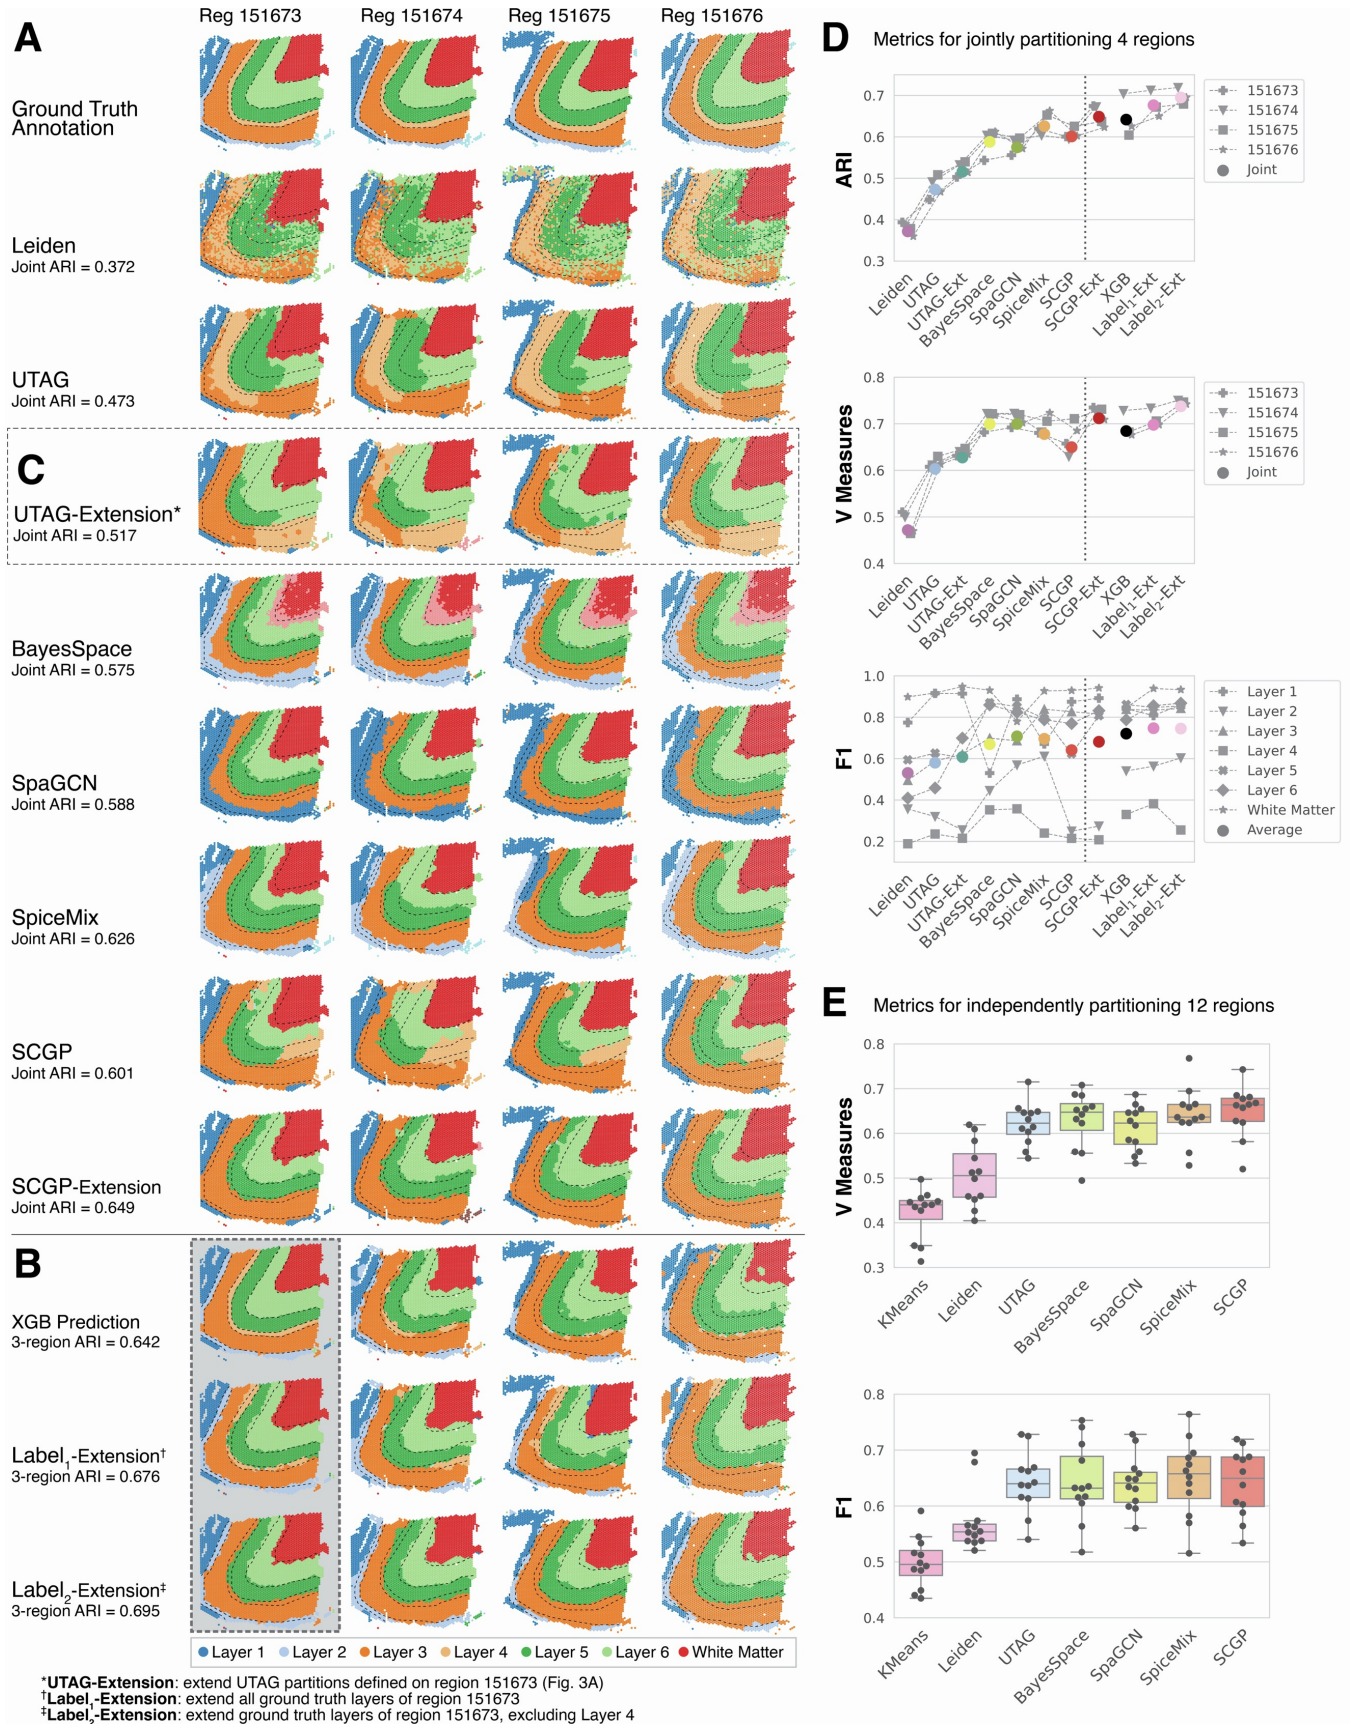 A
Reg 151673
Reg 151674
Reg 151675
Reg 151676
Ground Truth
Annotation
Leiden
Joint ARI = 0.372
UTAG
Joint ARI = 0.473
C
UTAG-Extension*
Joint ARI = 0.517
BayesSpace
Joint ARI = 0.575
SpaGCN
Joint ARI = 0.588
SpiceMix
Joint ARI = 0.626
SCGP
Joint ARI = 0.601
SCGP-Extension
Joint ARI = 0.649
B
XGB Prediction
3-region ARI = 0.642
Label₁-Extension†
3-region ARI = 0.676
Label₂-Extension‡
3-region ARI = 0.695
Layer 1 Layer 2 Layer 3 Layer 4 Layer 5 Layer 6 White Matter
*UTAG-Extension: extend UTAG partitions defined on region 151673 (Fig. 3A)
†Label₁-Extension: extend all ground truth layers of region 151673
‡Label₂-Extension: extend ground truth layers of region 151673, excluding Layer 4
D
Metrics for jointly partitioning 4 regions
ARI
0.7
0.6
0.5
0.4
0.3
Leiden
UTAG
UTAG-Ext
BayesSpace
SpaGCN
SpiceMix
SCGP
SCGP-Ext
XGB
Label₁-Ext
Label₂-Ext
151673
151674
151675
151676
Joint
V Measures
0.8
0.7
0.6
0.5
0.4
Leiden
UTAG
UTAG-Ext
BayesSpace
SpaGCN
SpiceMix
SCGP
SCGP-Ext
XGB
Label₁-Ext
Label₂-Ext
151673
151674
151675
151676
Joint
F1
1.0
0.8
0.6
0.4
0.2
Leiden
UTAG
UTAG-Ext
BayesSpace
SpaGCN
SpiceMix
SCGP
SCGP-Ext
XGB
Label₁-Ext
Label₂-Ext
Layer 1
Layer 2
Layer 3
Layer 4
Layer 5
Layer 6
White Matter
Average
E
Metrics for independently partitioning 12 regions
V Measures
0.8
0.7
0.6
0.5
0.4
0.3
KMeans
Leiden
UTAG
BayesSpace
SpaGCN
SpiceMix
SCGP
F1
0.8
0.7
0.6
0.5
0.4
KMeans
Leiden
UTAG
BayesSpace
SpaGCN
SpiceMix
SCGP